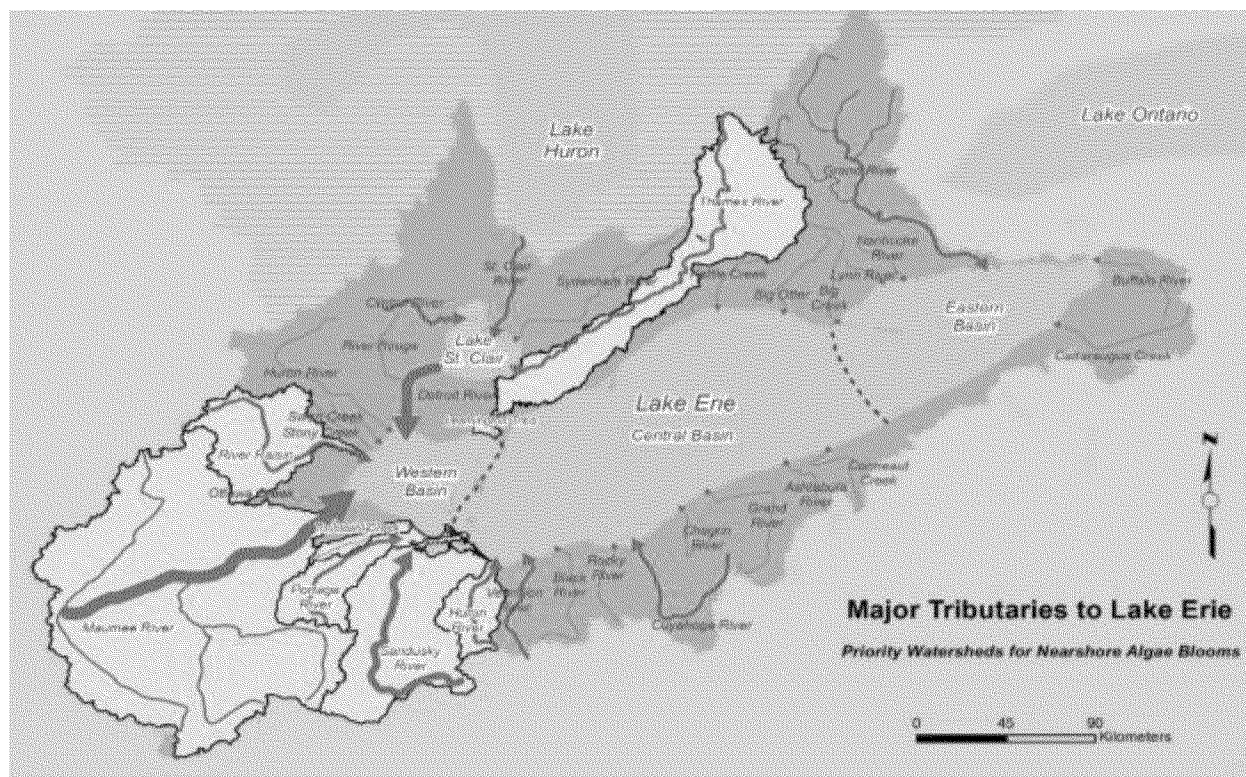 Lake
Huron
Lake Ontario
Grand River
Thames River
Nanticoke
River
St. Clair
River
Sydenham
Lynn River
Buffalo River
Big Otter
Big
Creek
Clinton River
Eastern
Basin
Lake
St. Clair
River Rouge
Cattaraugus Creek
Huron River
Detroit River
Lake Erie
Central Basin
Swan Creek
Stony
River Raisin
Western
Basin
Conneaut
Creek
Ashtabula
River
Grand
River
Chagrin
River
Rocky
River
Black
River
Portage
River
Huron
River
Maumee River
Cuyahoga River
Sandusky
River
N
Major Tributaries to Lake Erie
Priority Watersheds for Nearshore Algae Blooms
0 45 90
Kilometers